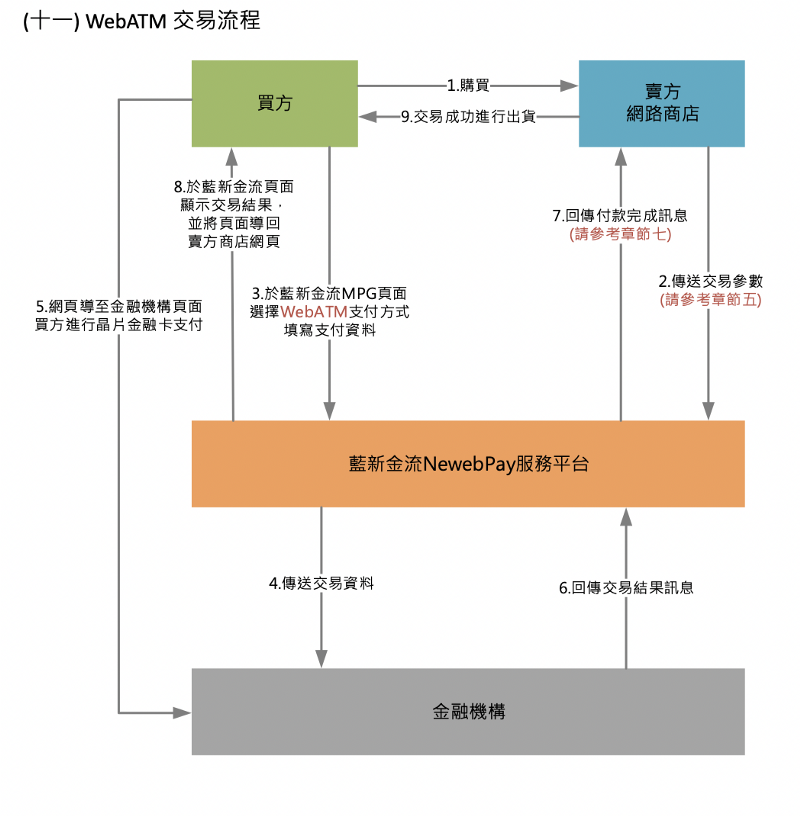 (十一) WebATM 交易流程
買方
1.購買
賣方
網路商店
9.交易成功進行出貨
8.於藍新金流頁面
顯示交易結果，
並將頁面導回
賣方商店網頁
7.回傳付款完成訊息
(請參考章節七)
2.傳送交易參數
(請參考章節五)
3.於藍新金流MPG頁面
選擇WebATM支付方式
填寫支付資料
5.網頁導至金融機構頁面
買方進行晶片金融卡支付
藍新金流NewebPay服務平台
4.傳送交易資料
6.回傳交易結果訊息
金融機構